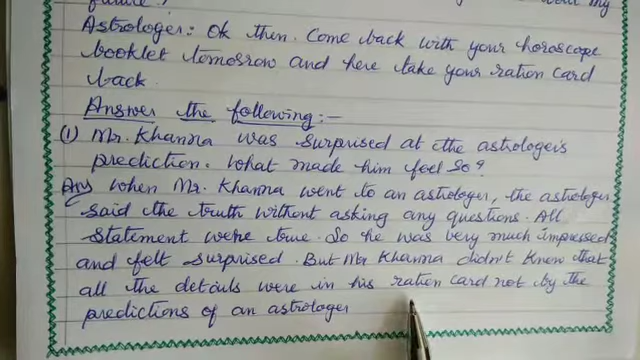 Astrologer: Ok then. Come back with your horoscope
booklet tomorrow and here take your ration card
back.
Answer the following:-
(1) Mr. Khanna was surprised at the astrologer's
prediction. What made him feel so?
Ans When Mr. Khanna went to an astrologer, the astrologer
said the truth without asking any questions. All
statement were true. So he was very much impressed
and felt surprised. But Mr Khanna didn't know that
all the details were in his ration card not by the
predictions of an astrologer